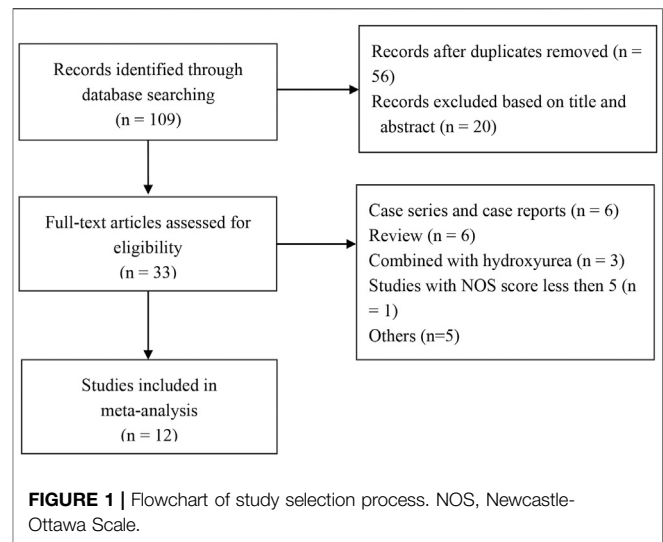 Records identified through
database searching
(n = 109)
Records after duplicates removed (n =
56)
Records excluded based on title and
abstract (n = 20)
Full-text articles assessed for
eligibility
(n = 33)
Case series and case reports (n = 6)
Review (n = 6)
Combined with hydroxyurea (n = 3)
Studies with NOS score less then 5 (n
= 1)
Others (n=5)
Studies included in
meta-analysis
(n = 12)
FIGURE 1 | Flowchart of study selection process. NOS, Newcastle-
Ottawa Scale.